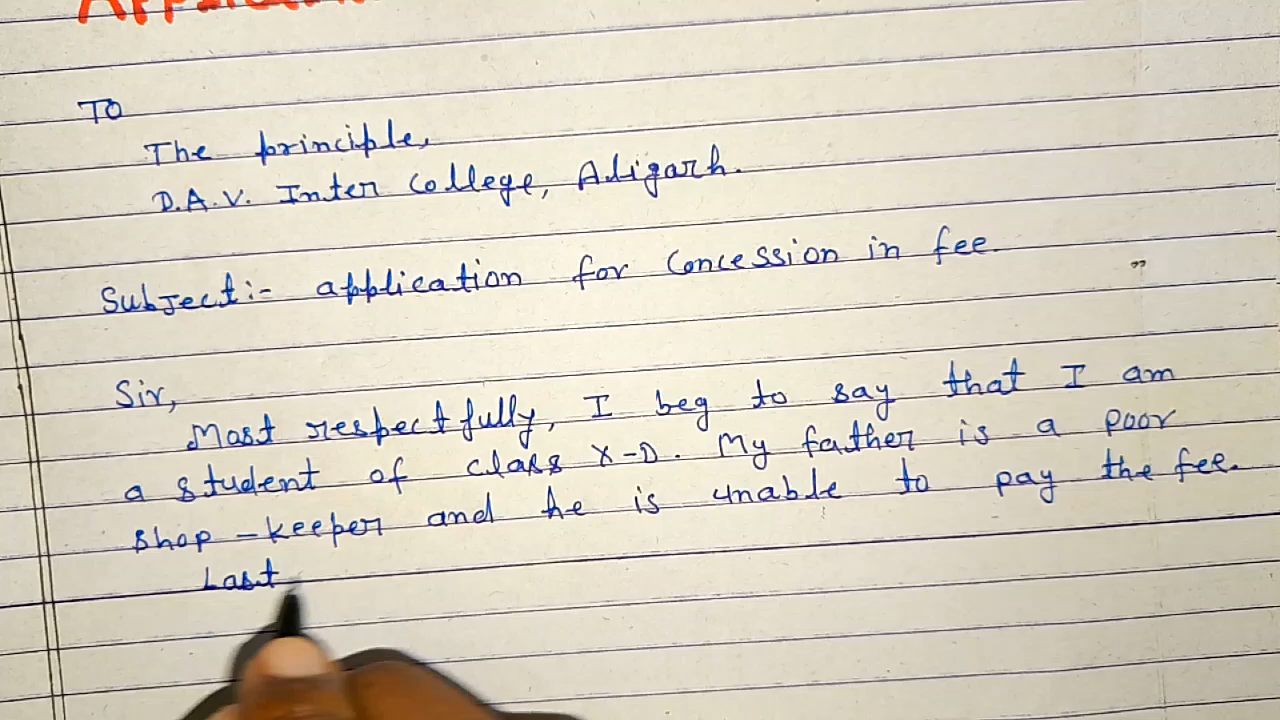 To
The principle,
D.A.V. Inter College, Aligarh.
Subject:- application for Concession in fee.
”
Sir,
Most respectfully, I beg to say that I am
a student of class X-D. My father is a poor
shop-keeper and he is unable to pay the fee.
Last